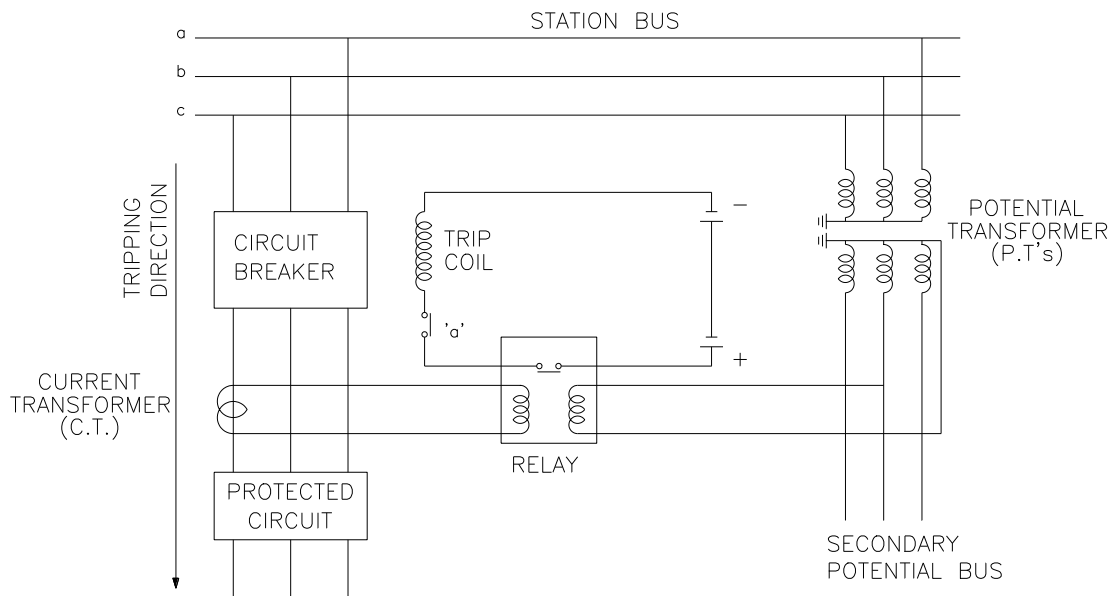 STATION BUS
a
b
c
TRIPPING
DIRECTION
CIRCUIT
BREAKER
TRIP
COIL
'a'
−
+
POTENTIAL
TRANSFORMER
(P.T's)
CURRENT
TRANSFORMER
(C.T.)
RELAY
PROTECTED
CIRCUIT
SECONDARY
POTENTIAL BUS